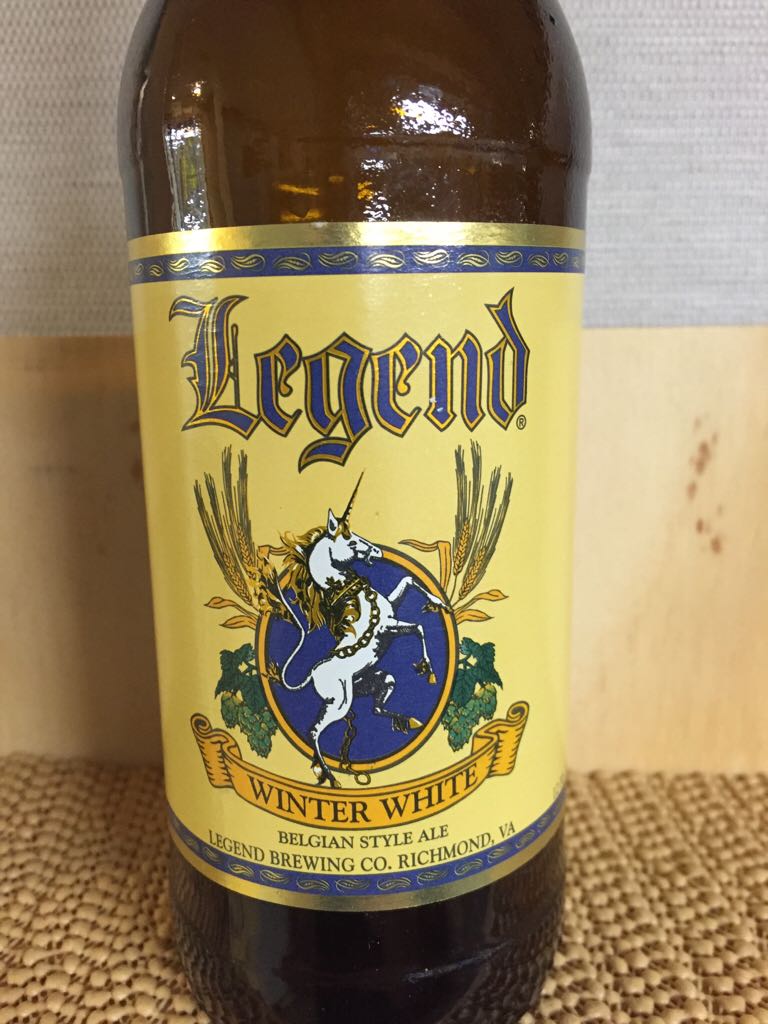 Legend®
WINTER WHITE
BELGIAN STYLE ALE
LEGEND BREWING CO. RICHMOND, VA